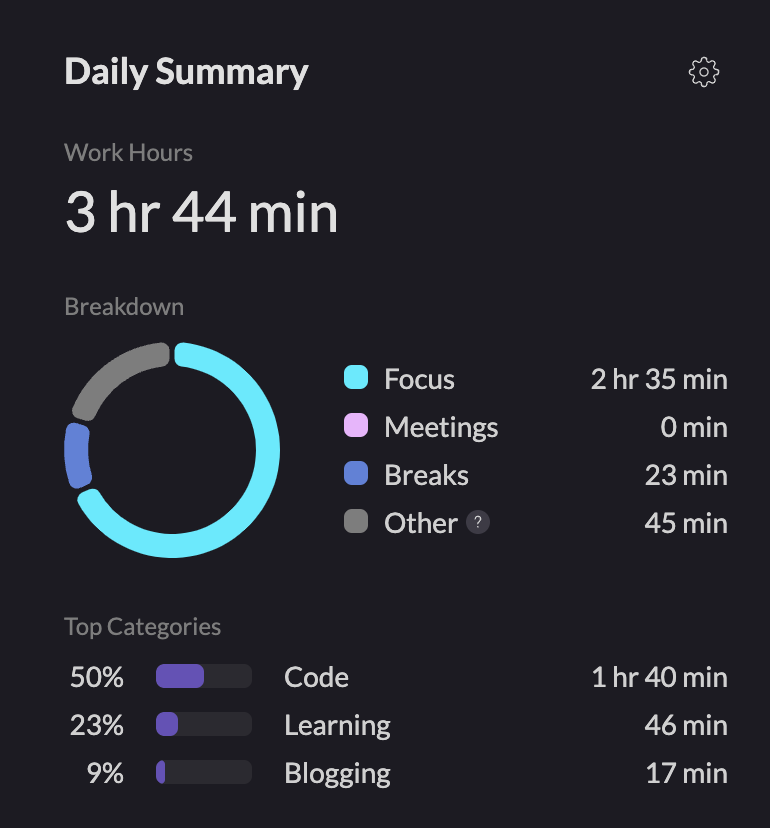 Daily Summary
Work Hours
3 hr 44 min
Breakdown
Focus 2 hr 35 min
Meetings 0 min
Breaks 23 min
Other ? 45 min
Top Categories
50% Code 1 hr 40 min
23% Learning 46 min
9% Blogging 17 min